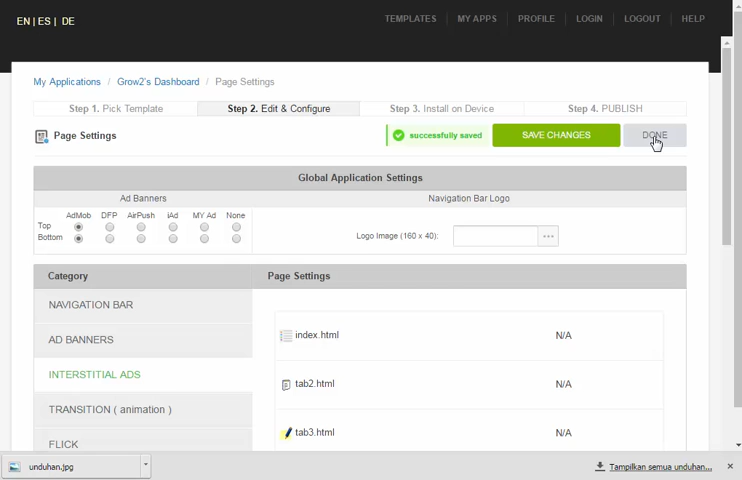 EN | ES | DE
TEMPLATES MY APPS PROFILE LOGIN LOGOUT HELP
My Applications / Grow2's Dashboard / Page Settings
Step 1. Pick Template Step 2. Edit & Configure Step 3. Install on Device Step 4. PUBLISH
Page Settings successfully saved SAVE CHANGES DONE
Global Application Settings
Ad Banners Navigation Bar Logo
AdMob DFP AirPush iAd MY Ad None
Top
Bottom Logo Image (160 x 40): ...
Category Page Settings
NAVIGATION BAR
index.html N/A
AD BANNERS
INTERSTITIAL ADS
tab2.html N/A
TRANSITION ( animation )
tab3.html N/A
FLICK
unduhan.jpg Tampilkan semua unduhan...